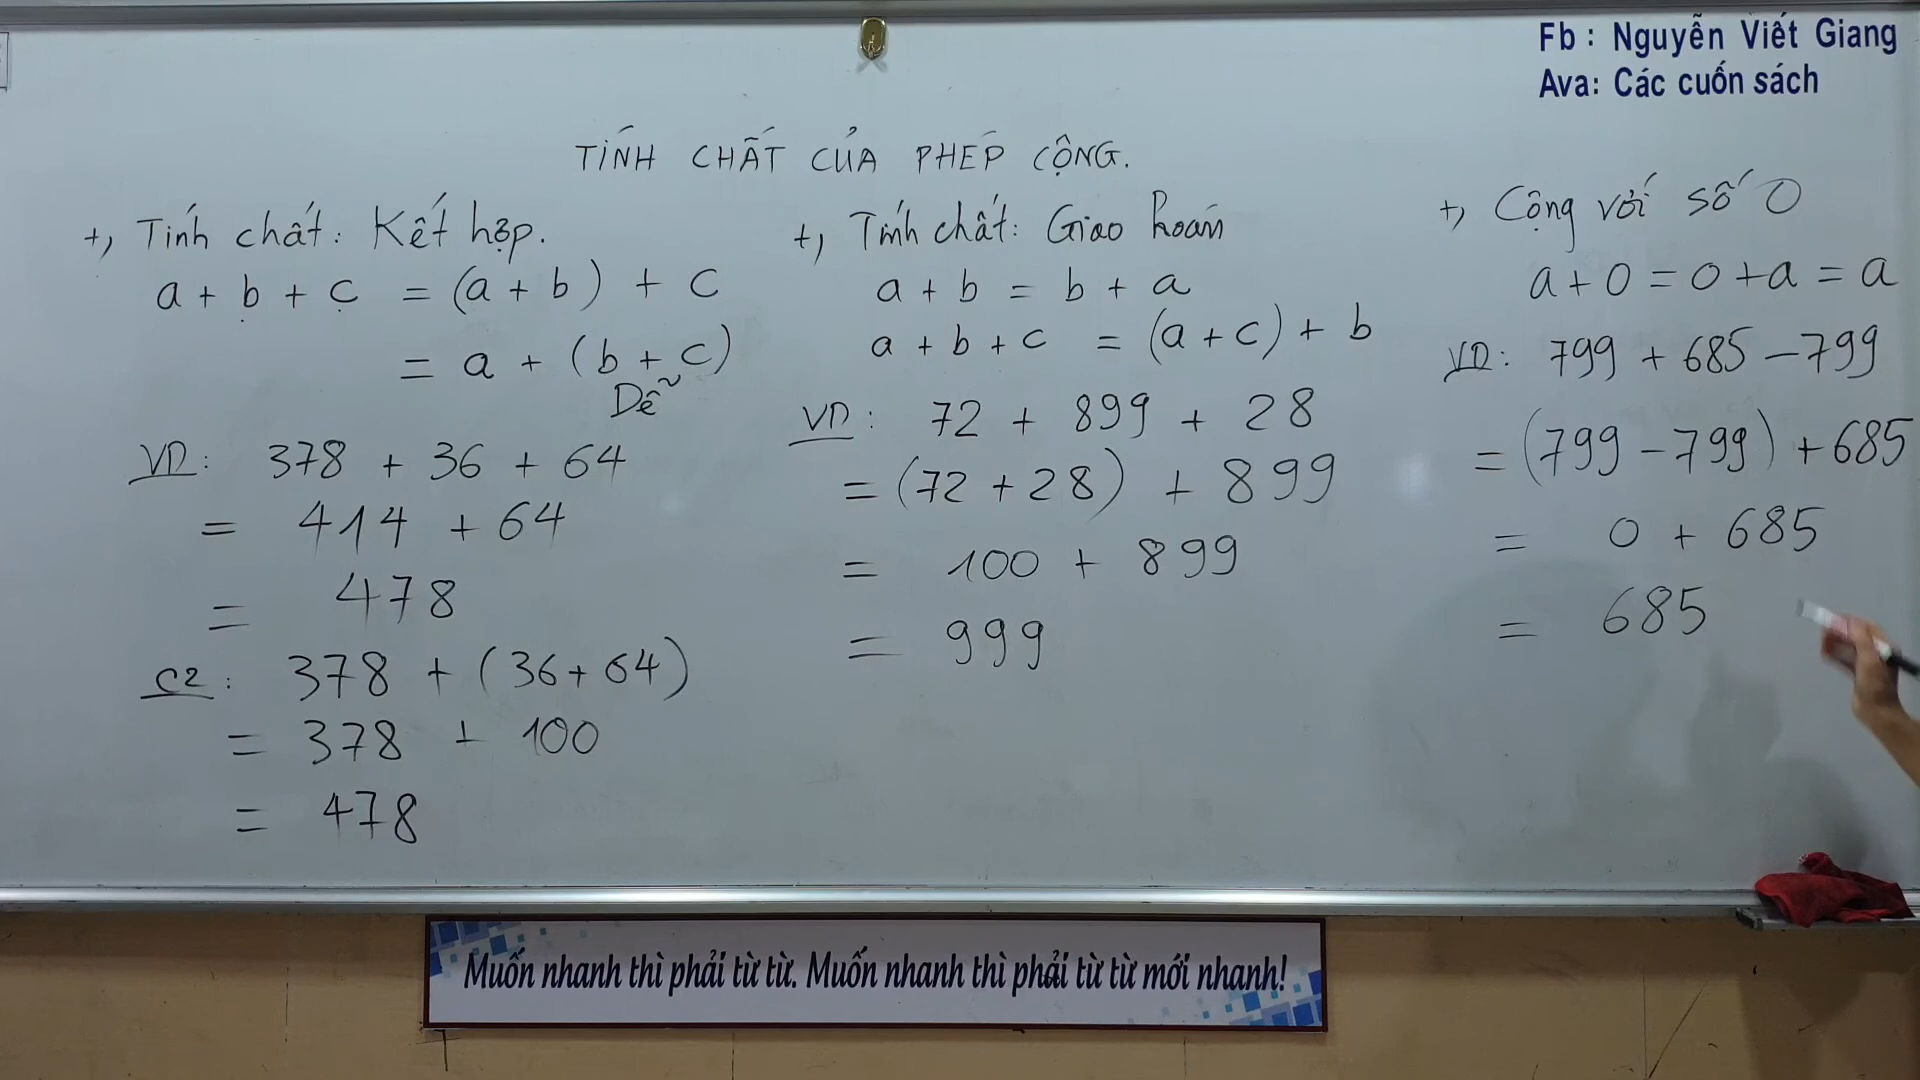 Fb : Nguyễn Viết Giang
Ava: Các cuốn sách
TÍNH CHẤT CỦA PHÉP CỘNG.
+, Tính chất: Kết hợp.
a + b + c = (a + b) + c
= a + (b + c)
Dễ
VD: 378 + 36 + 64
= 414 + 64
= 478
C2: 378 + (36 + 64)
= 378 + 100
= 478
+, Tính chất: Giao hoán
a + b = b + a
a + b + c = (a + c) + b
VD: 72 + 899 + 28
= (72 + 28) + 899
= 100 + 899
= 999
+, Cộng với số 0
a + 0 = 0 + a = a
VD: 799 + 685 - 799
= (799 - 799) + 685
= 0 + 685
= 685
Muốn nhanh thì phải từ từ. Muốn nhanh thì phải từ từ mới nhanh!